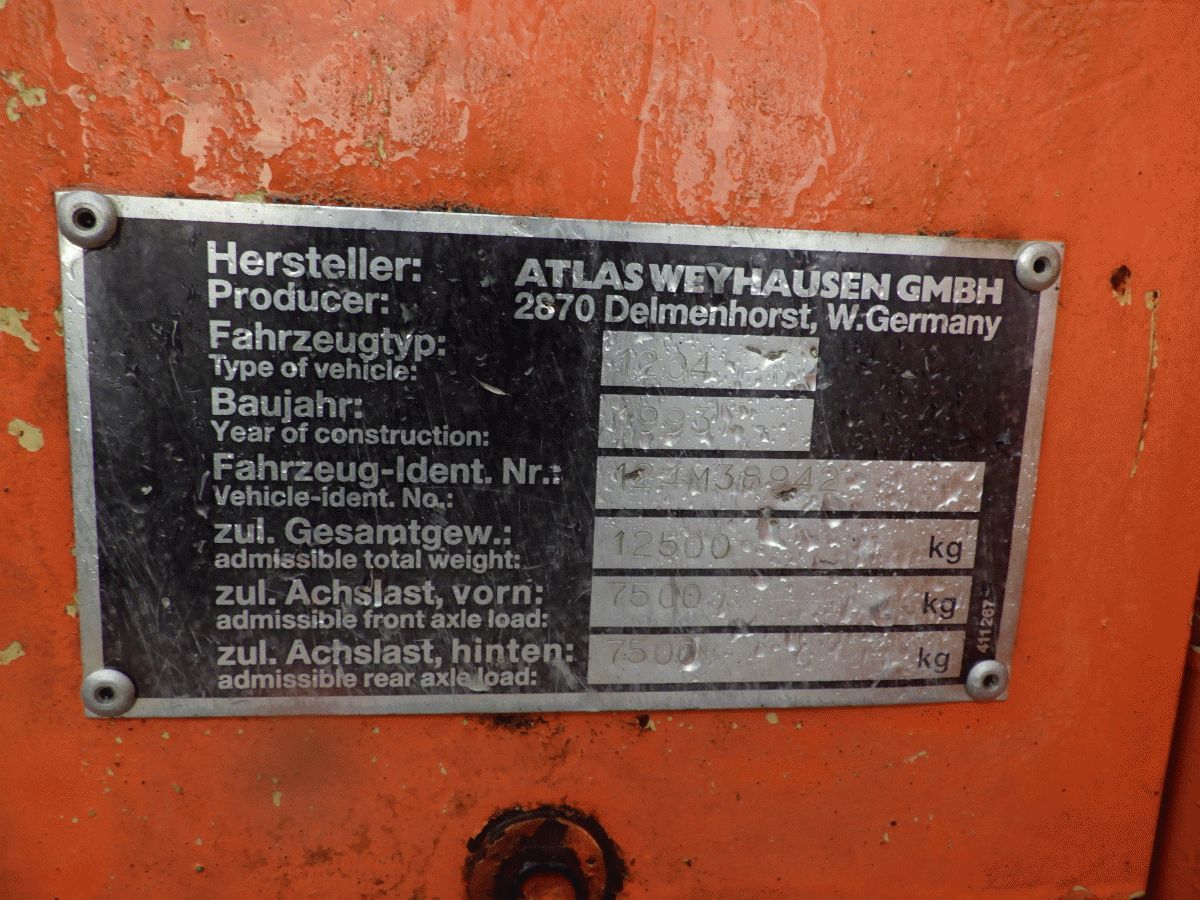 Hersteller: ATLAS WEYHAUSEN GMBH
Producer: 2870 Delmenhorst, W.Germany
Fahrzeugtyp: 1204
Type of vehicle:
Baujahr: 1993
Year of construction:
Fahrzeug-Ident. Nr.: 124M38942
Vehicle-ident. No.:
zul. Gesamtgew.: 12500 kg
admissible total weight:
zul. Achslast, vorn: 7500 kg
admissible front axle load:
zul. Achslast, hinten: 7500 kg
admissible rear axle load: